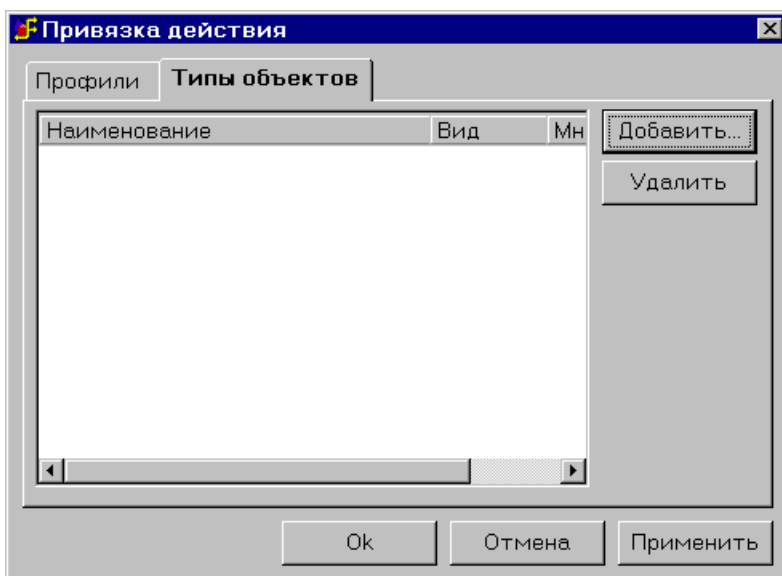 Привязка действия
Профили Типы объектов
Наименование Вид Мн
Добавить...
Удалить
Ok Отмена Применить